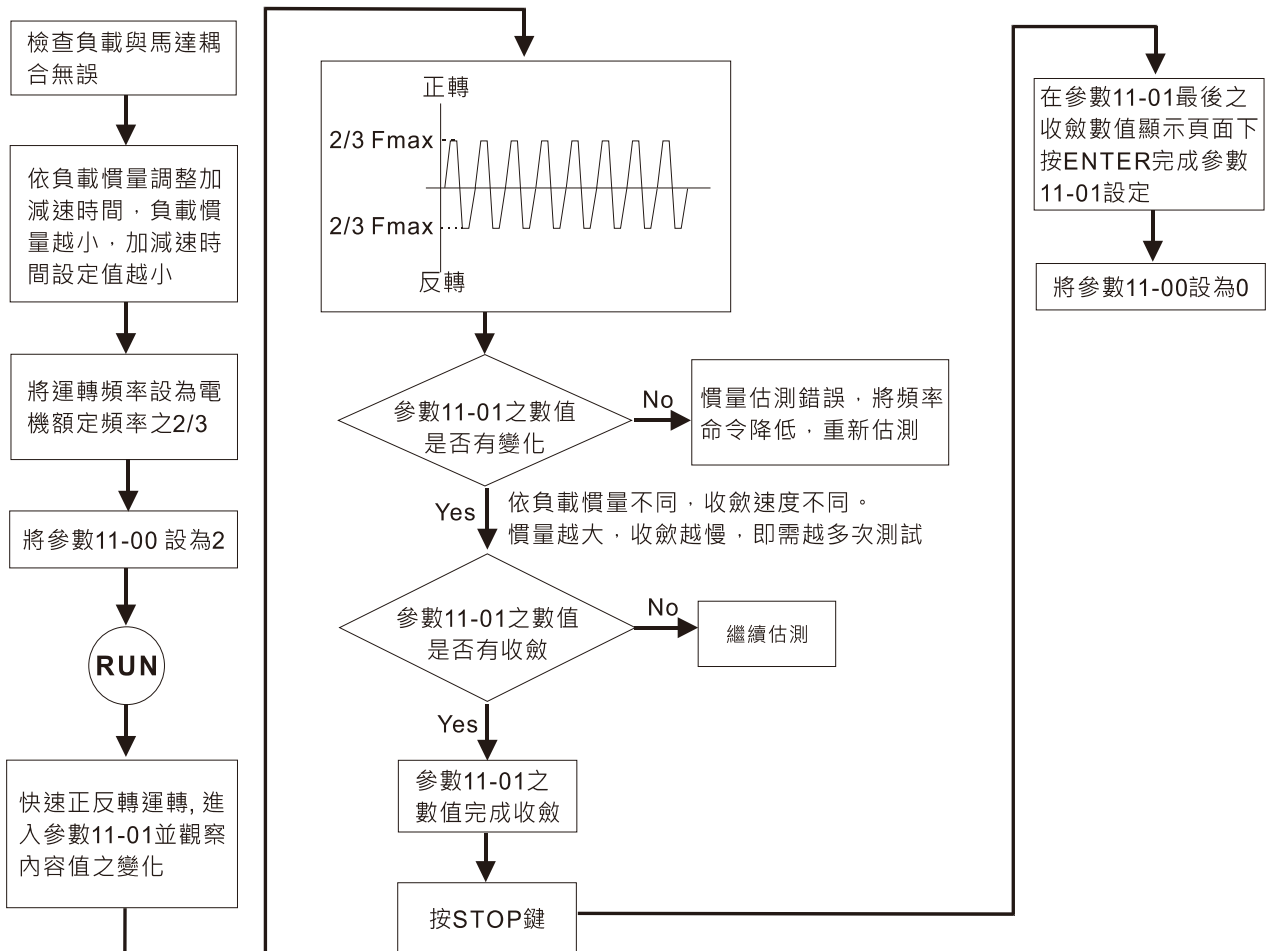 檢查負載與馬達耦
合無誤
依負載慣量調整加
減速時間，負載慣
量越小，加減速時
間設定值越小
將運轉頻率設為電
機額定頻率之2/3
將參數11-00 設為2
RUN
快速正反轉運轉, 進
入參數11-01並觀察
內容值之變化
正轉
2/3 Fmax
2/3 Fmax
反轉
參數11-01之數值
是否有變化
No
慣量估測錯誤，將頻率
命令降低，重新估測
Yes
依負載慣量不同，收斂速度不同。
慣量越大，收斂越慢，即需越多次測試
參數11-01之數值
是否有收斂
No
繼續估測
Yes
參數11-01之
數值完成收斂
按STOP鍵
在參數11-01最後之
收斂數值顯示頁面下
按ENTER完成參數
11-01設定
將參數11-00設為0